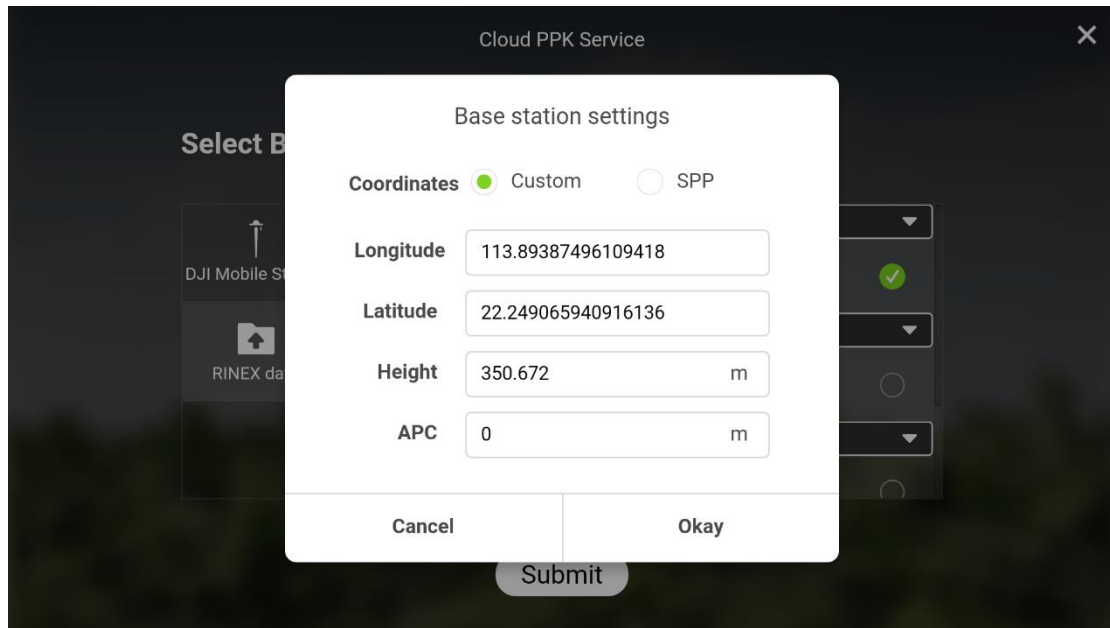 Cloud PPK Service
Base station settings
Select B
Coordinates Custom SPP
DJI Mobile St
Longitude 113.89387496109418
Latitude 22.249065940916136
RINEX da
Height 350.672 m
APC 0 m
Cancel Okay
Submit